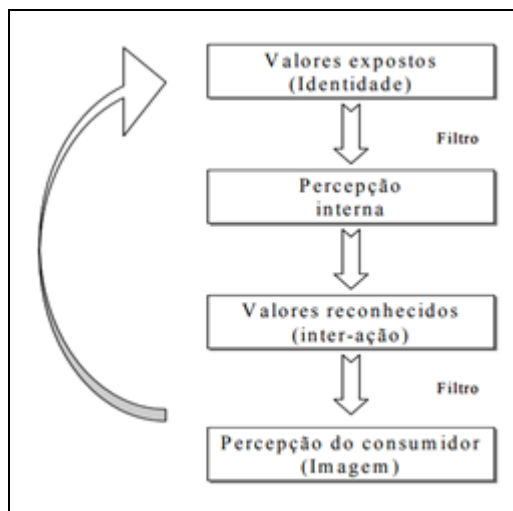 Valores expostos
(Identidade)
Filtro
Percepção
interna
Valores reconhecidos
(inter-ação)
Filtro
Percepção do consumidor
(Imagem)